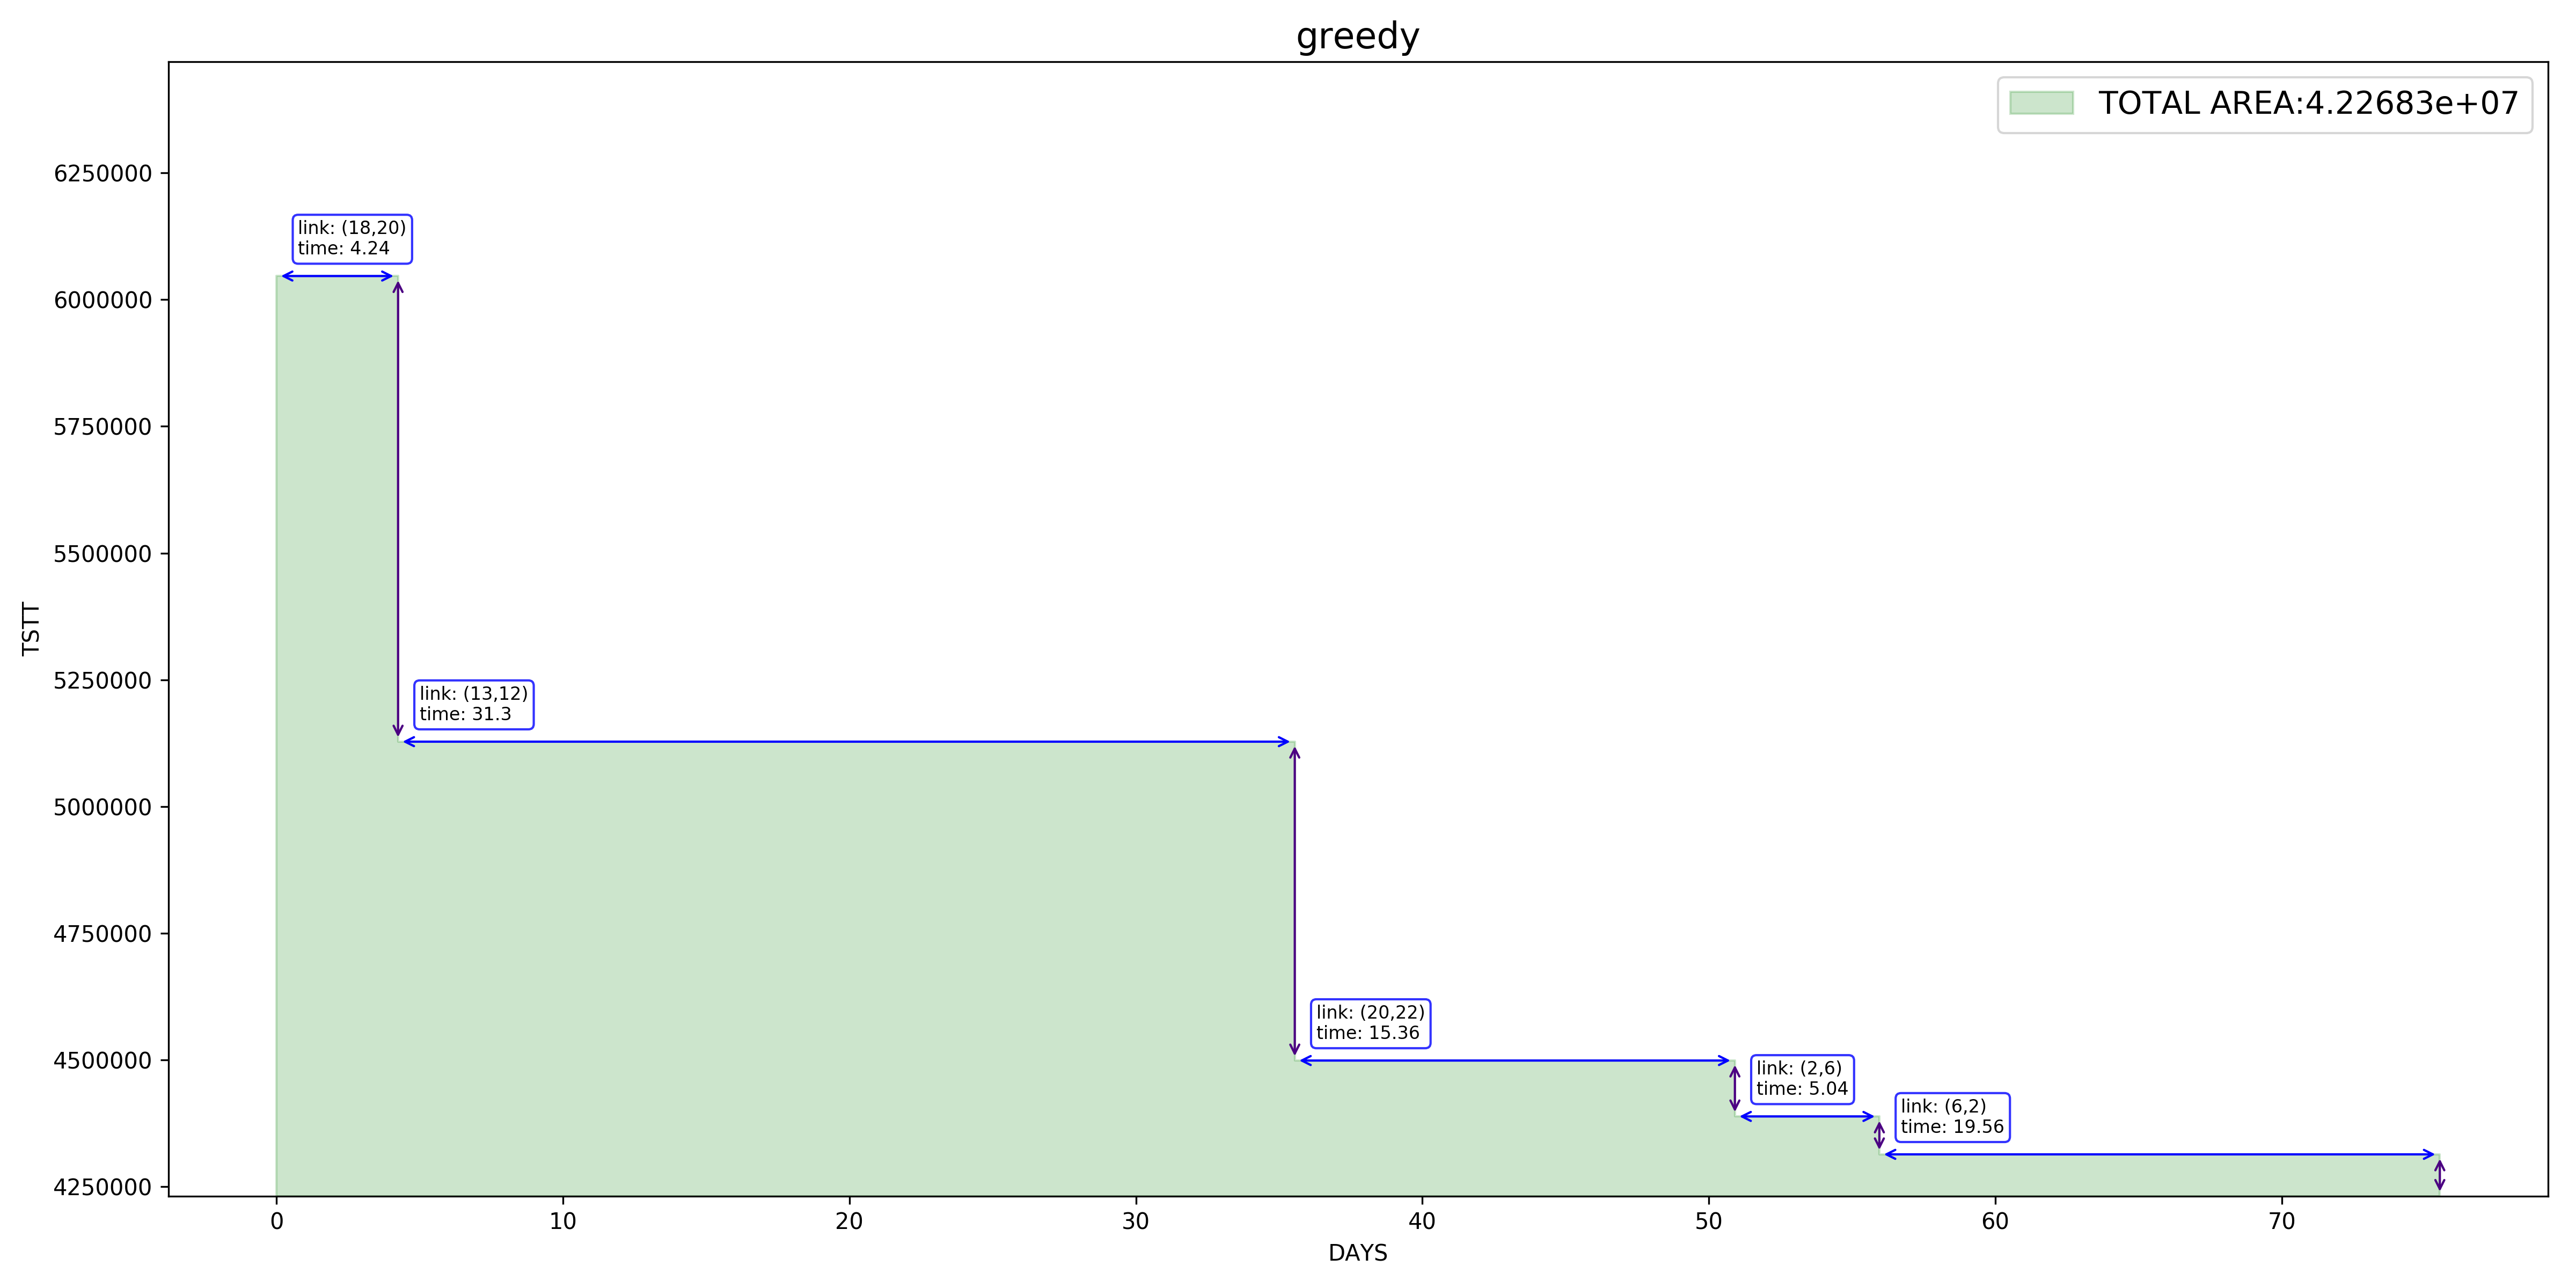 greedy
TOTAL AREA:4.22683e+07
6250000
6000000
5750000
5500000
5250000
5000000
4750000
4500000
4250000
TSTT
link: (18,20)
time: 4.24
link: (13,12)
time: 31.3
link: (20,22)
time: 15.36
link: (2,6)
time: 5.04
link: (6,2)
time: 19.56
0 10 20 30 40 50 60 70
DAYS